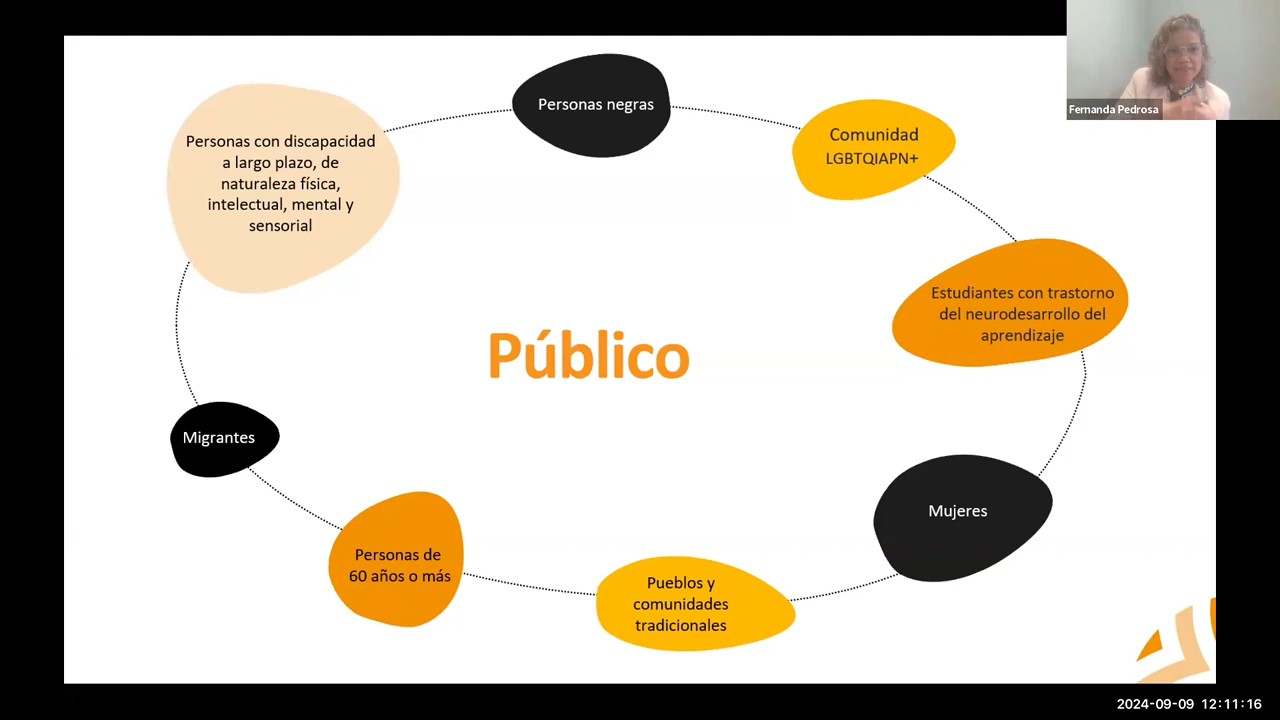 Personas negras
Comunidad
LGBTQIAPN+
Estudiantes con trastorno
del neurodesarrollo del
aprendizaje
Mujeres
Pueblos y
comunidades
tradicionales
Personas de
60 años o más
Migrantes
Personas con discapacidad
a largo plazo, de
naturaleza física,
intelectual, mental y
sensorial
Público
Fernanda Pedrosa
2024-09-09 12:11:16